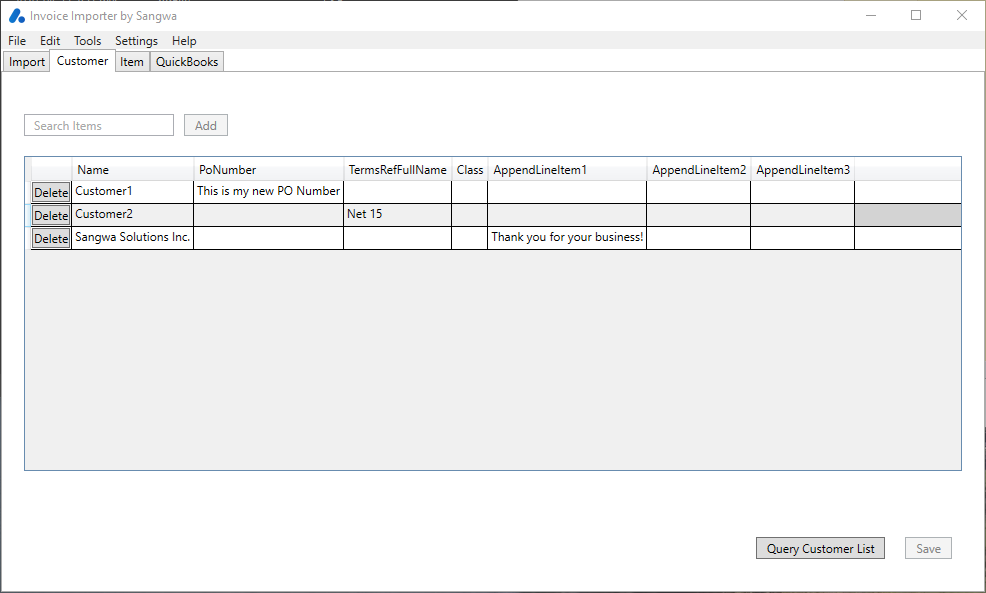 Invoice Importer by Sangwa
File Edit Tools Settings Help
Import Customer Item QuickBooks
Search Items Add
Name PoNumber TermsRefFullName Class AppendLineItem1 AppendLineItem2 AppendLineItem3
Delete Customer1 This is my new PO Number
Delete Customer2 Net 15
Delete Sangwa Solutions Inc. Thank you for your business!
Query Customer List Save